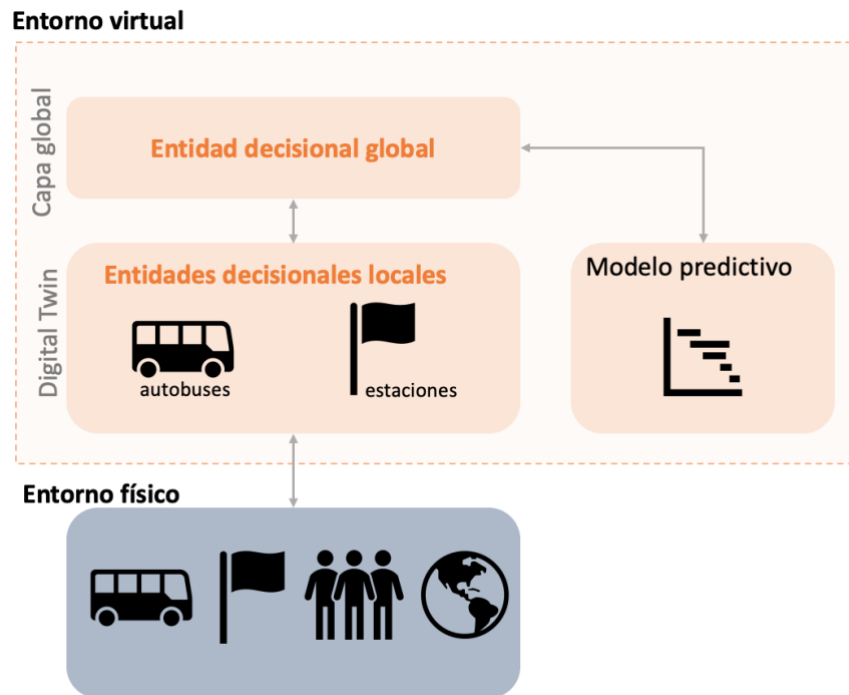 Entorno virtual
Capa global
Entidad decisional global
Digital Twin
Entidades decisionales locales
autobuses
estaciones
Modelo predictivo
Entorno físico